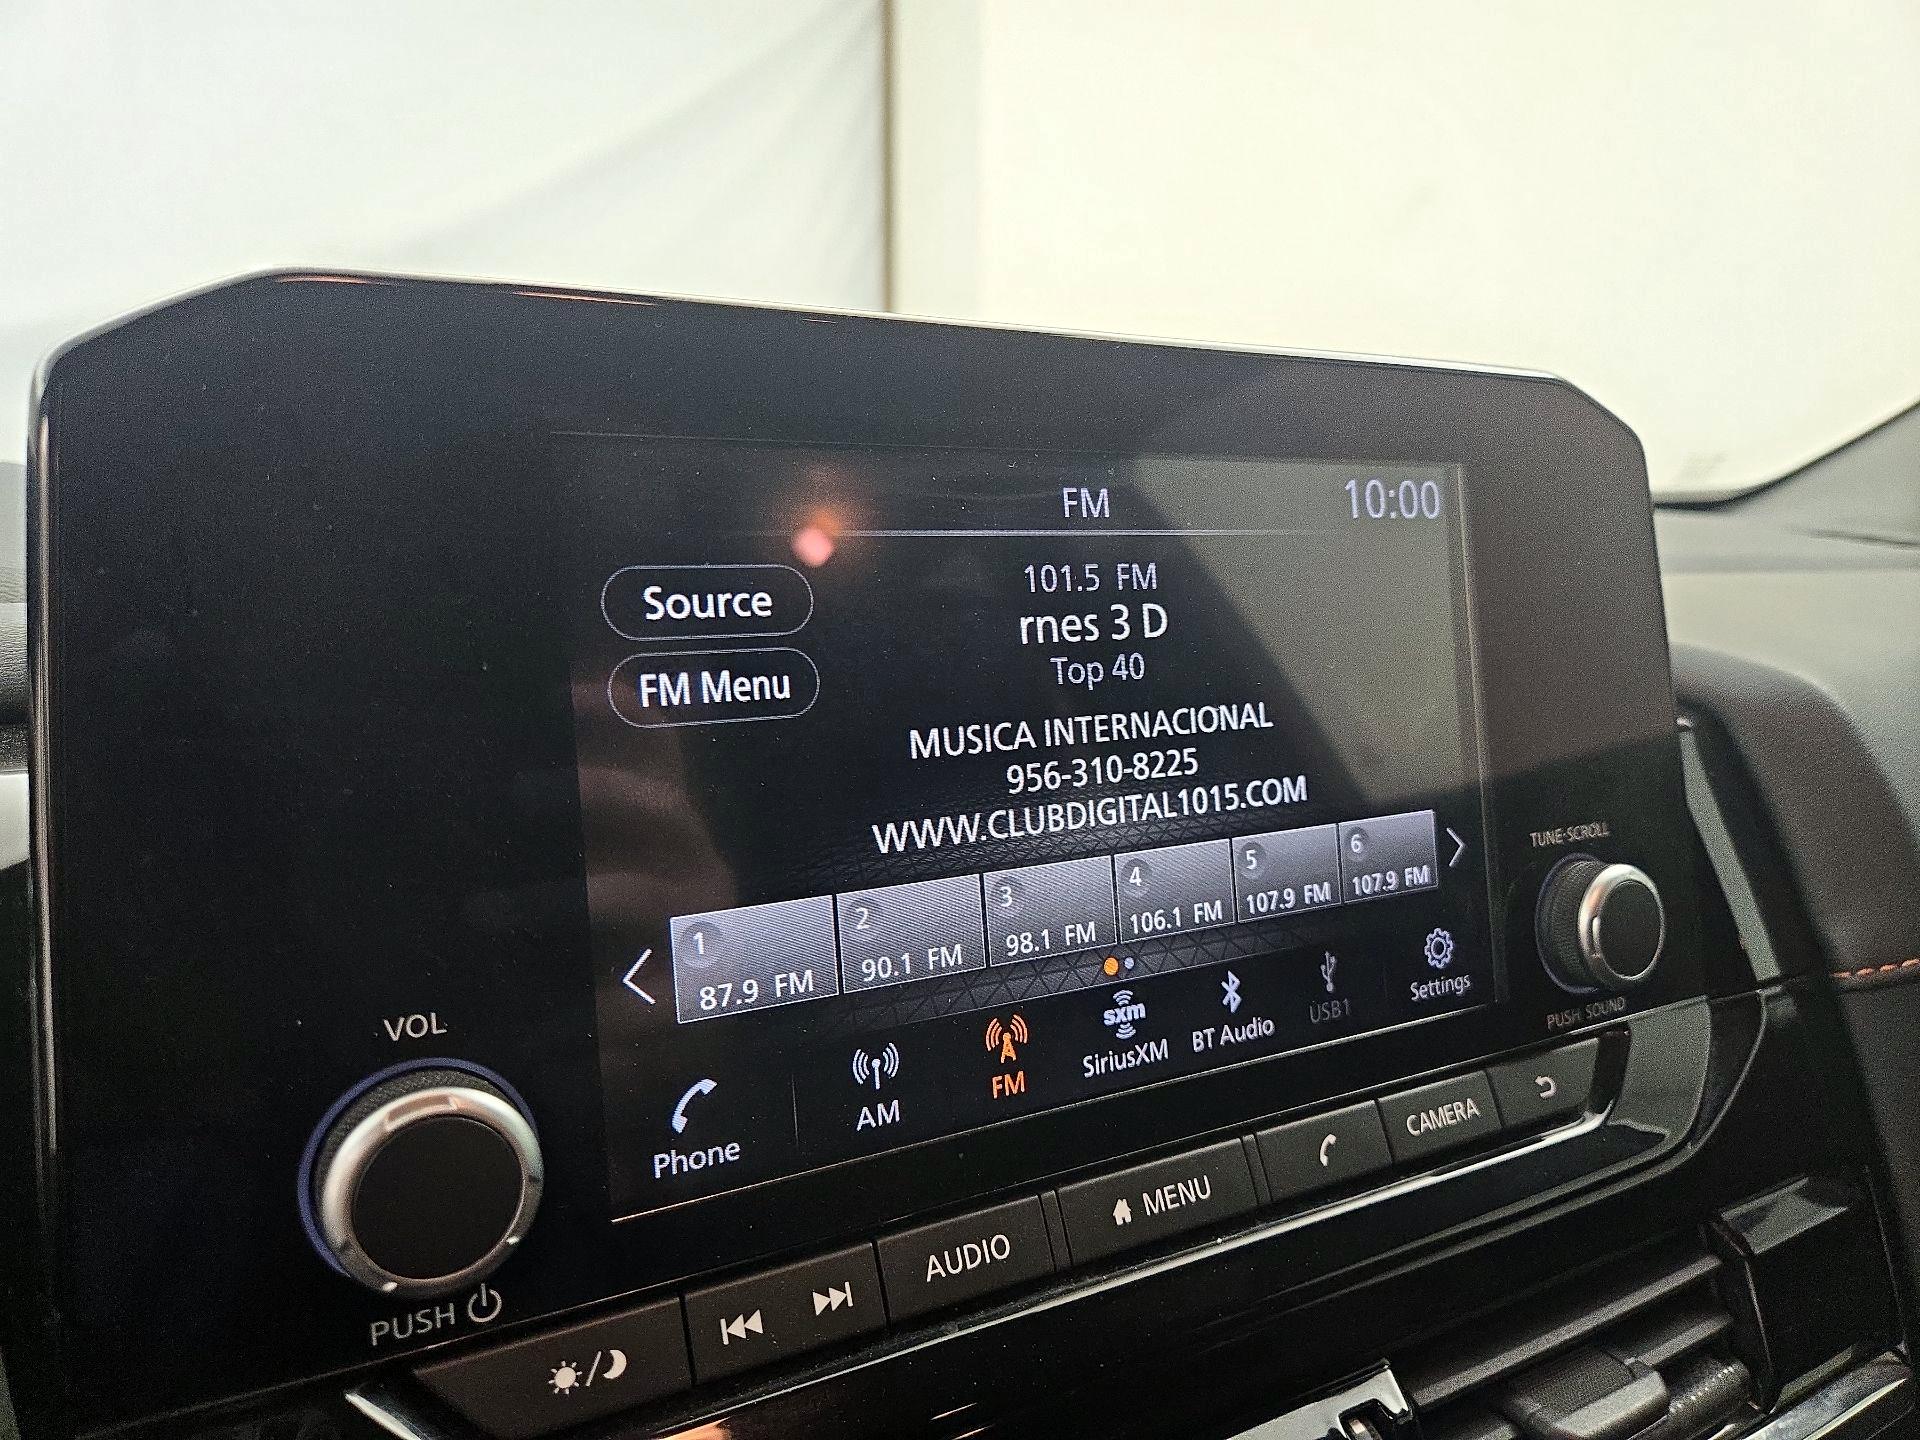 FM
10:00
Source
101.5 FM
rnes 3 D
FM Menu
Top 40
MUSICA INTERNACIONAL
956-310-8225
WWW.CLUBDIGITAL1015.COM
1
87.9 FM
2
90.1 FM
3
98.1 FM
4
106.1 FM
5
107.9 FM
6
107.9 FM
Phone
AM
A
FM
sxm
SiriusXM
BT Audio
USB1
Settings
VOL
PUSH
TUNE·SCROLL
PUSH SOUND
AUDIO
MENU
CAMERA